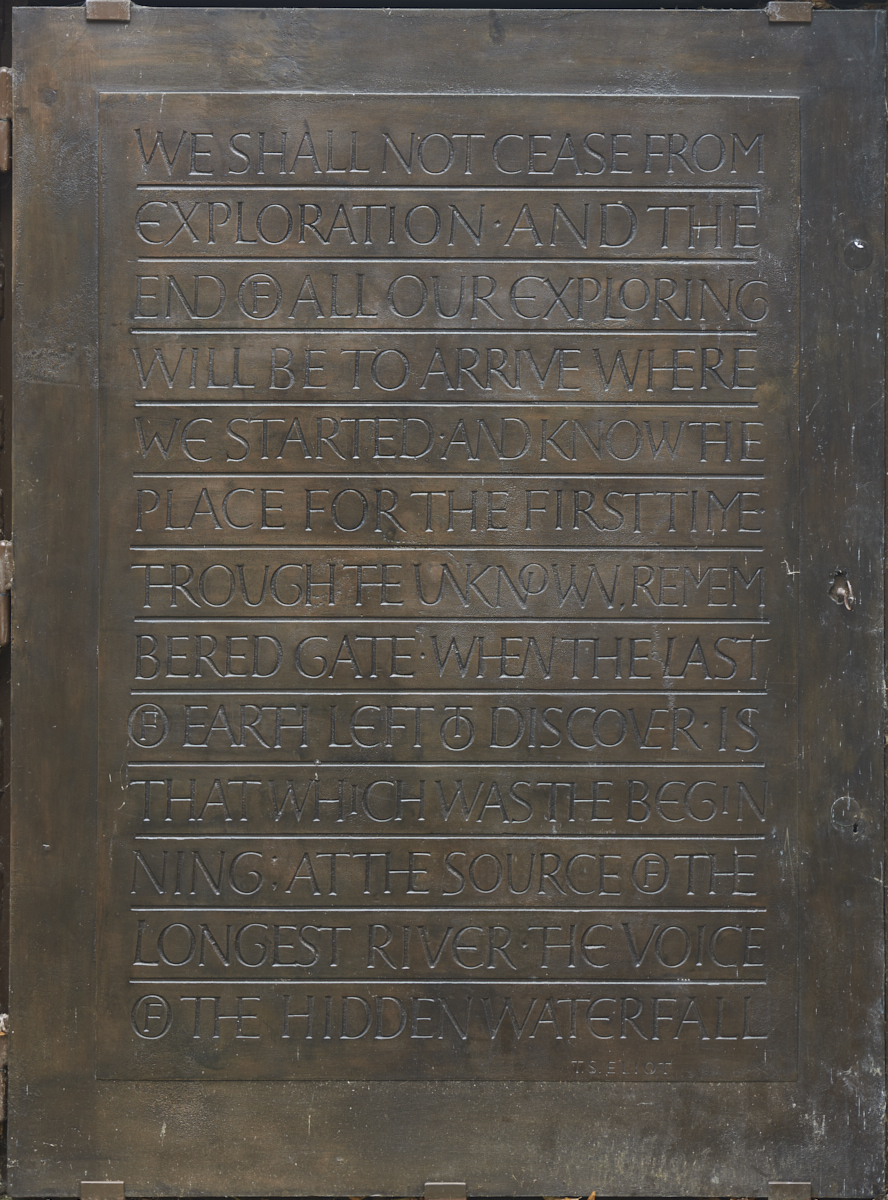 WE SHALL NOT CEASE FROM
EXPLORATION · AND THE
END OF ALL OUR EXPLORING
WILL BE TO ARRIVE WHERE
WE STARTED · AND KNOW THE
PLACE FOR THE FIRST TIME ·
THROUGH THE UNKNOWN, REMEM
BERED GATE · WHEN THE LAST
OF EARTH LEFT TO DISCOVER · IS
THAT WHICH WAS THE BEGIN
NING ; AT THE SOURCE OF THE
LONGEST RIVER · THE VOICE
OF THE HIDDEN WATERFALL
T.S. ELIOT